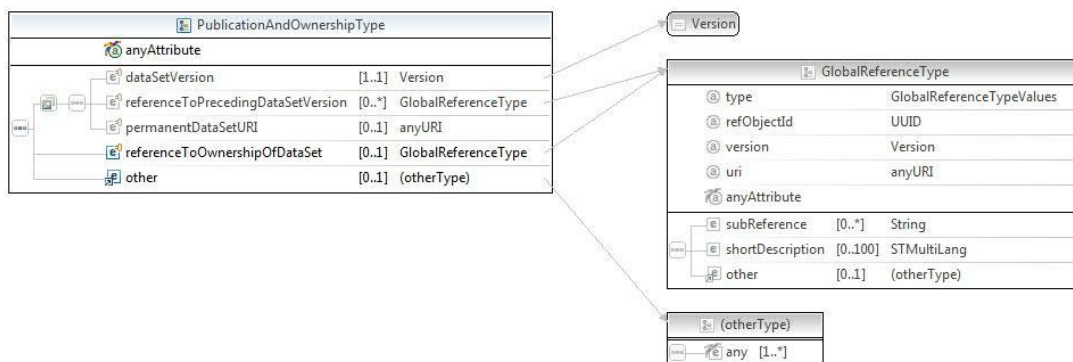 PublicationAndOwnershipType
anyAttribute
dataSetVersion [1..1] Version
referenceToPrecedingDataSetVersion [0..*] GlobalReferenceType
permanentDataSetURI [0..1] anyURI
referenceToOwnershipOfDataSet [0..1] GlobalReferenceType
other [0..1] (otherType)
Version
GlobalReferenceType
type GlobalReferenceTypeValues
refObjectId UUID
version Version
uri anyURI
anyAttribute
subReference [0..*] String
shortDescription [0..100] STMultiLang
other [0..1] (otherType)
(otherType)
any [1..*]